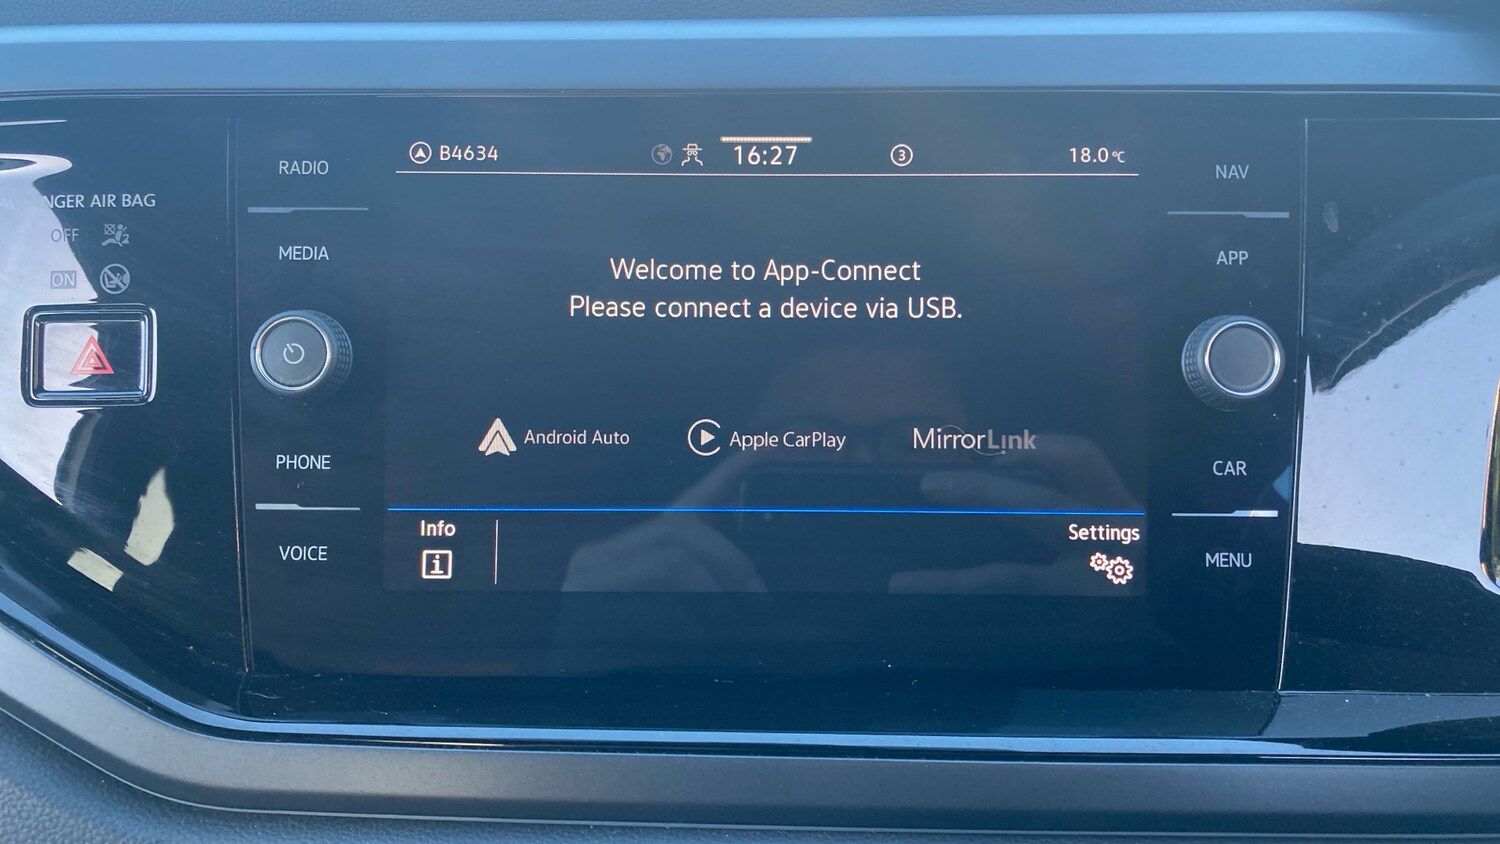 B4634
16:27
3
18.0°C
RADIO
MEDIA
PHONE
VOICE
NGER AIR BAG
OFF
2
ON
Welcome to App-Connect
Please connect a device via USB.
Android Auto
Apple CarPlay
MirrorLink
Info
i
Settings
NAV
APP
CAR
MENU